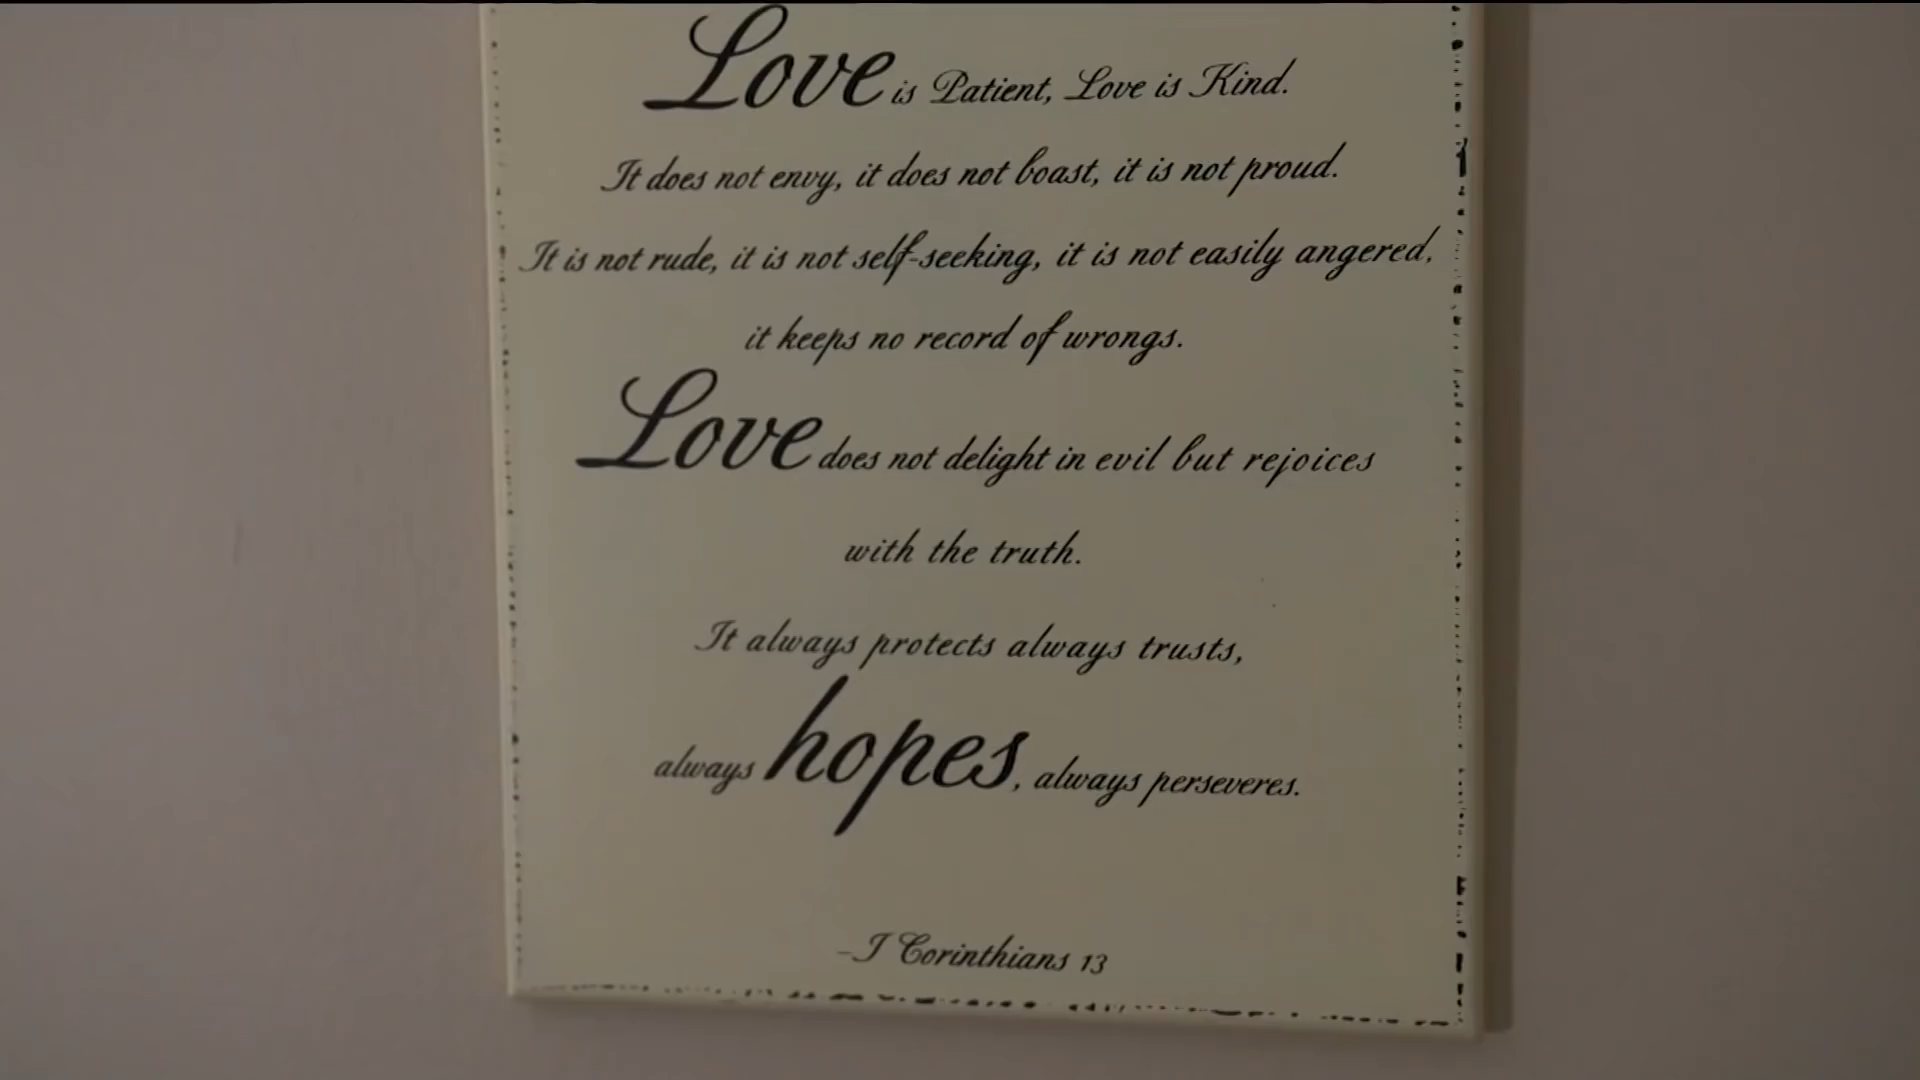 Love is Patient, Love is Kind.
It does not envy, it does not boast, it is not proud.
It is not rude, it is not self-seeking, it is not easily angered,
it keeps no record of wrongs.
Love does not delight in evil but rejoices
with the truth.
It always protects always trusts,
always hopes, always perseveres.
-I Corinthians 13